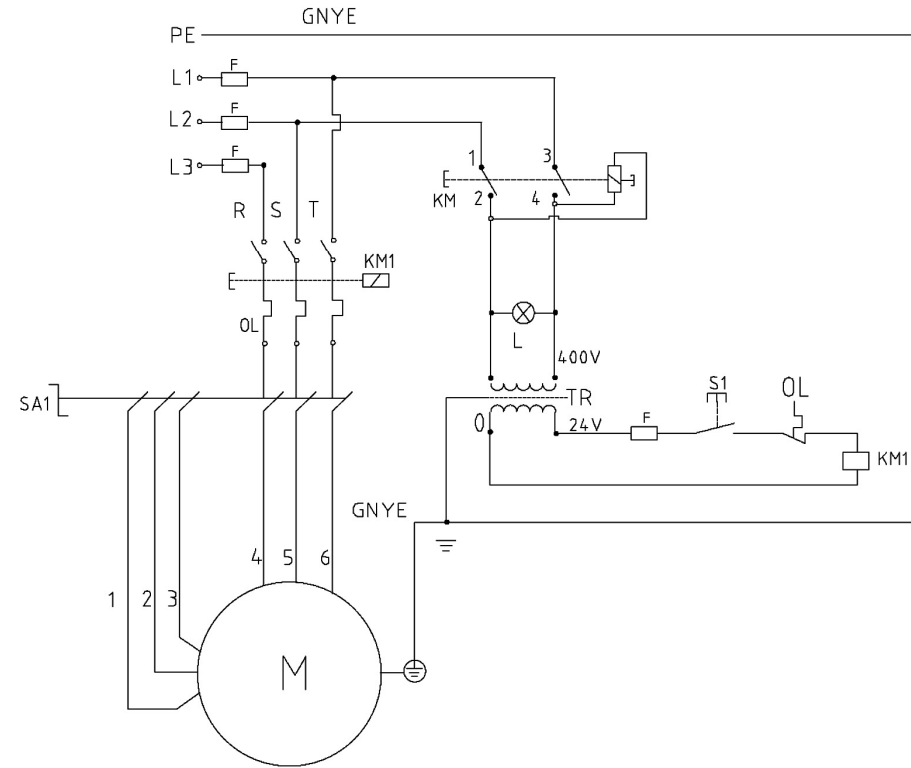 GNYE
PE
F
L1
F
L2
F
L3
1
3
KM
2
4
R S T
KM1
OL
L
400V
SA1
TR
S1
OL
0
24V
F
KM1
GNYE
4
5
6
1
2
3
M